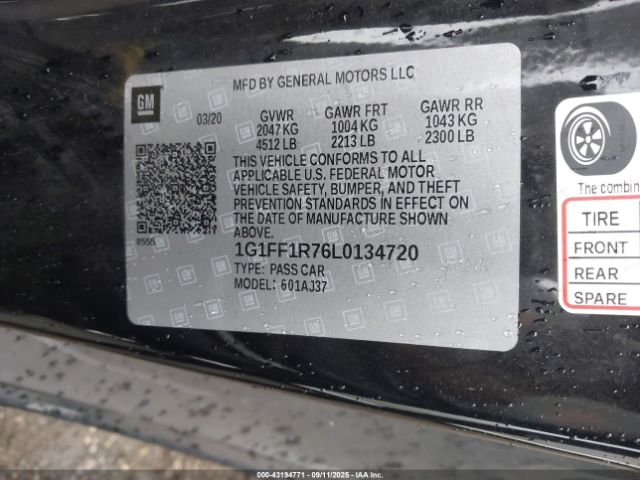 MFD BY GENERAL MOTORS LLC
GM
03/20 GVWR GAWR FRT GAWR RR
2047 KG 1004 KG 1043 KG
4512 LB 2213 LB 2300 LB
THIS VEHICLE CONFORMS TO ALL
APPLICABLE U.S. FEDERAL MOTOR
VEHICLE SAFETY, BUMPER, AND THEFT
PREVENTION STANDARDS IN EFFECT ON
THE DATE OF MANUFACTURE SHOWN
ABOVE.
8555
1G1FF1R76L0134720
TYPE: PASS CAR
MODEL: 601AJ37
The combin
TIRE
FRONT
REAR
SPARE
000-43194771 - 09/11/2025 - IAA Inc.